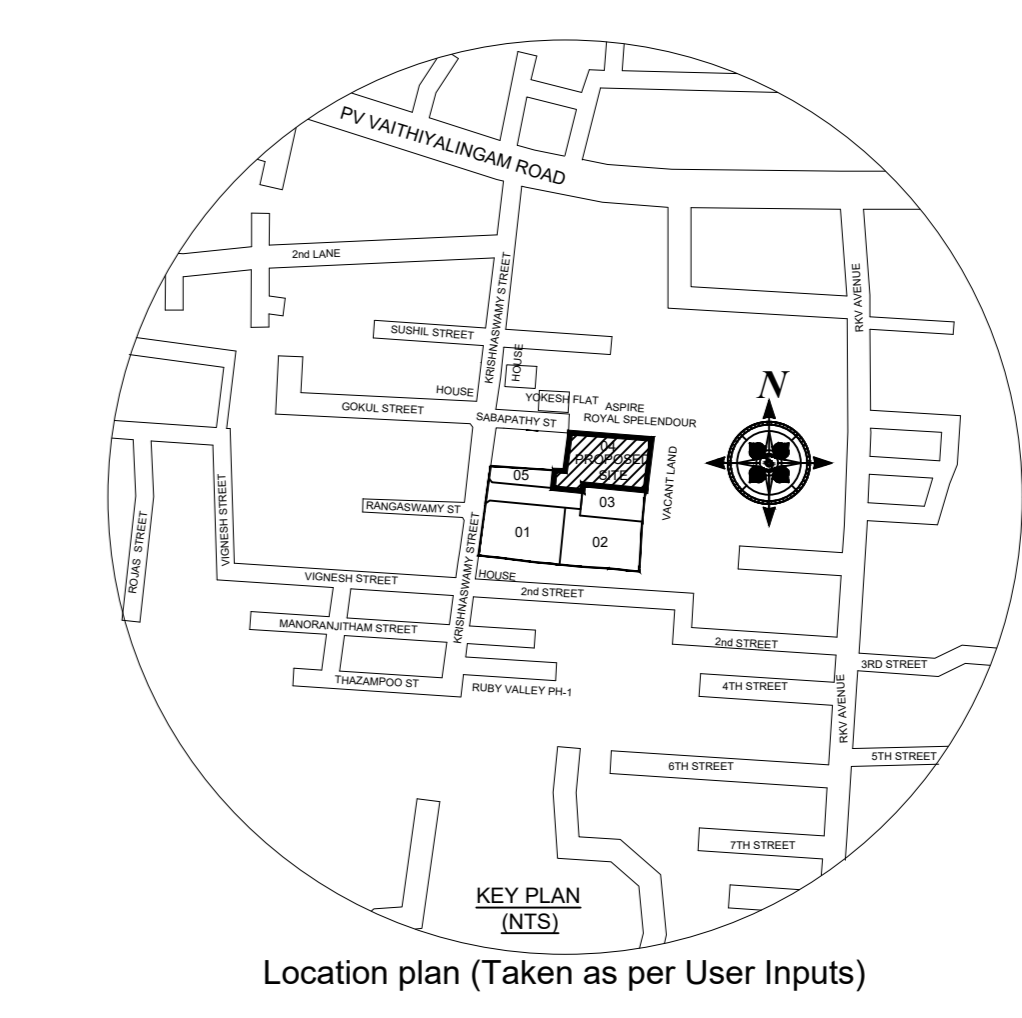 PV VAITHIYALINGAM ROAD
2nd LANE
KRISHNASWAMY STREET
RKV AVENUE
SUSHIL STREET
HOUSE
HOUSE
YOKESH FLAT
GOKUL STREET
SABAPATHY ST
ASPIRE
ROYAL SPELENDOUR
N
04
PROPOSED
SITE
VACANT LAND
05
03
01
02
RANGASWAMY ST
VIGNESH STREET
ROJAS STREET
KRISHNASWAMY STREET
HOUSE
VIGNESH STREET
2nd STREET
MANORANJITHAM STREET
2nd STREET
3RD STREET
THAZAMPOO ST
RUBY VALLEY PH-1
4TH STREET
RKV AVENUE
6TH STREET
5TH STREET
7TH STREET
KEY PLAN
(NTS)
Location plan (Taken as per User Inputs)